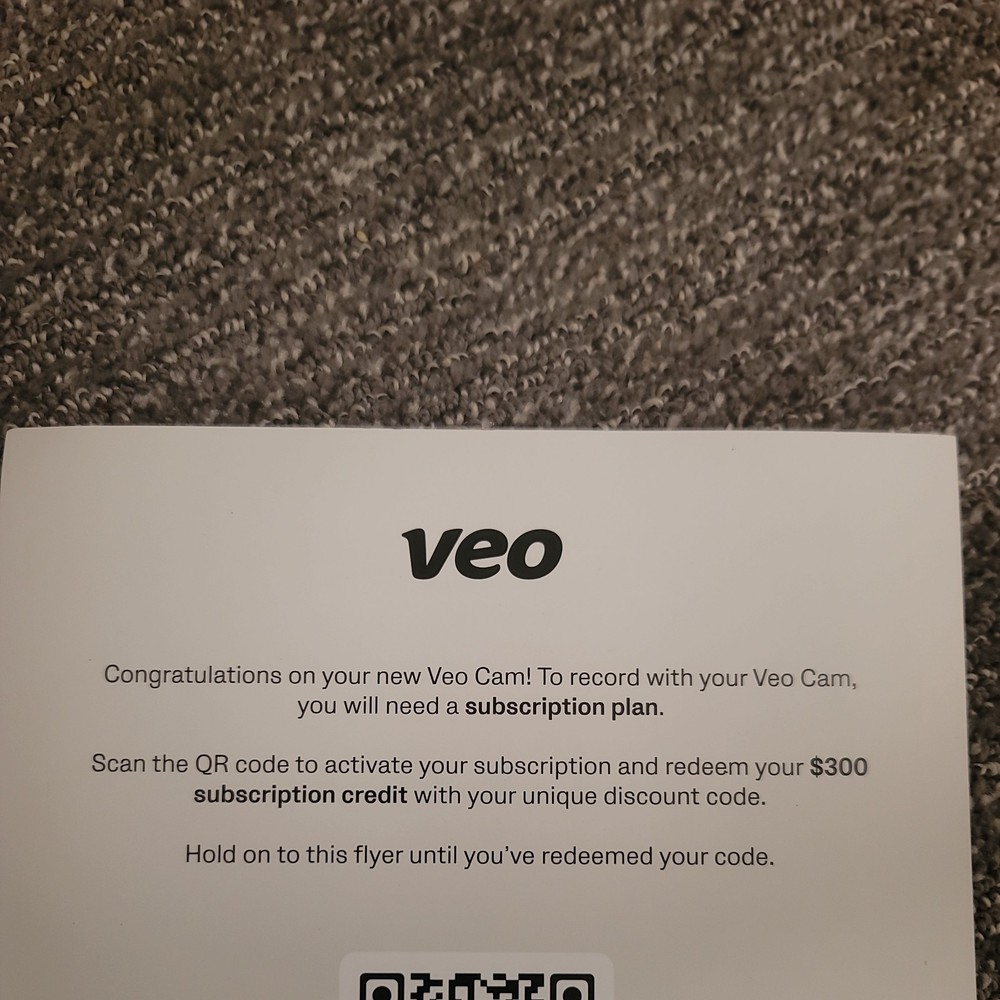 veo
Congratulations on your new Veo Cam! To record with your Veo Cam,
you will need a subscription plan.
Scan the QR code to activate your subscription and redeem your $300
subscription credit with your unique discount code.
Hold on to this flyer until you've redeemed your code.